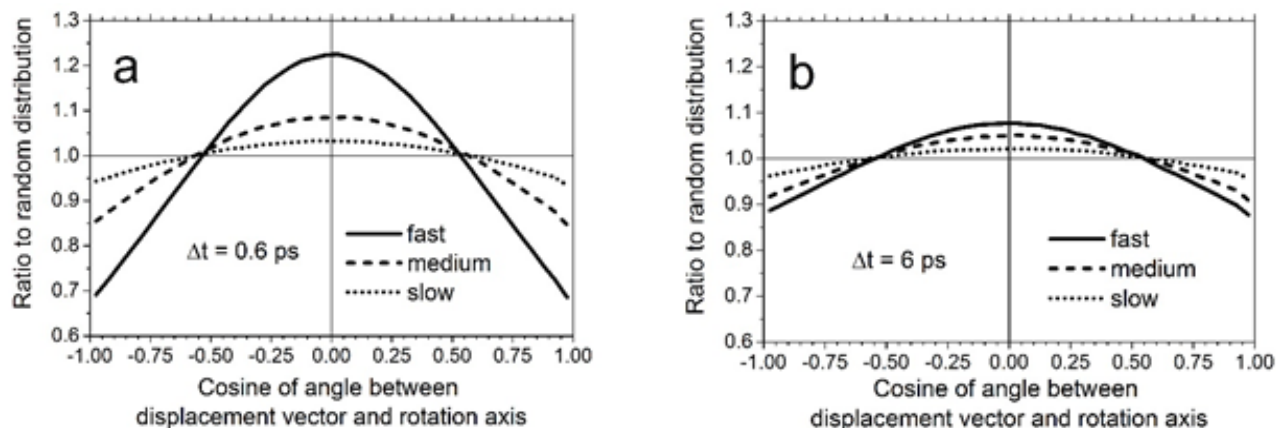 a
Ratio to random distribution
1.3
1.2
1.1
1.0
0.9
0.8
0.7
0.6
Δt = 0.6 ps
fast
medium
slow
-1.00 -0.75 -0.50 -0.25 0.00 0.25 0.50 0.75 1.00
Cosine of angle between
displacement vector and rotation axis
b
Ratio to random distribution
1.3
1.2
1.1
1.0
0.9
0.8
0.7
0.6
Δt = 6 ps
fast
medium
slow
-1.00 -0.75 -0.50 -0.25 0.00 0.25 0.50 0.75 1.00
Cosine of angle between
displacement vector and rotation axis